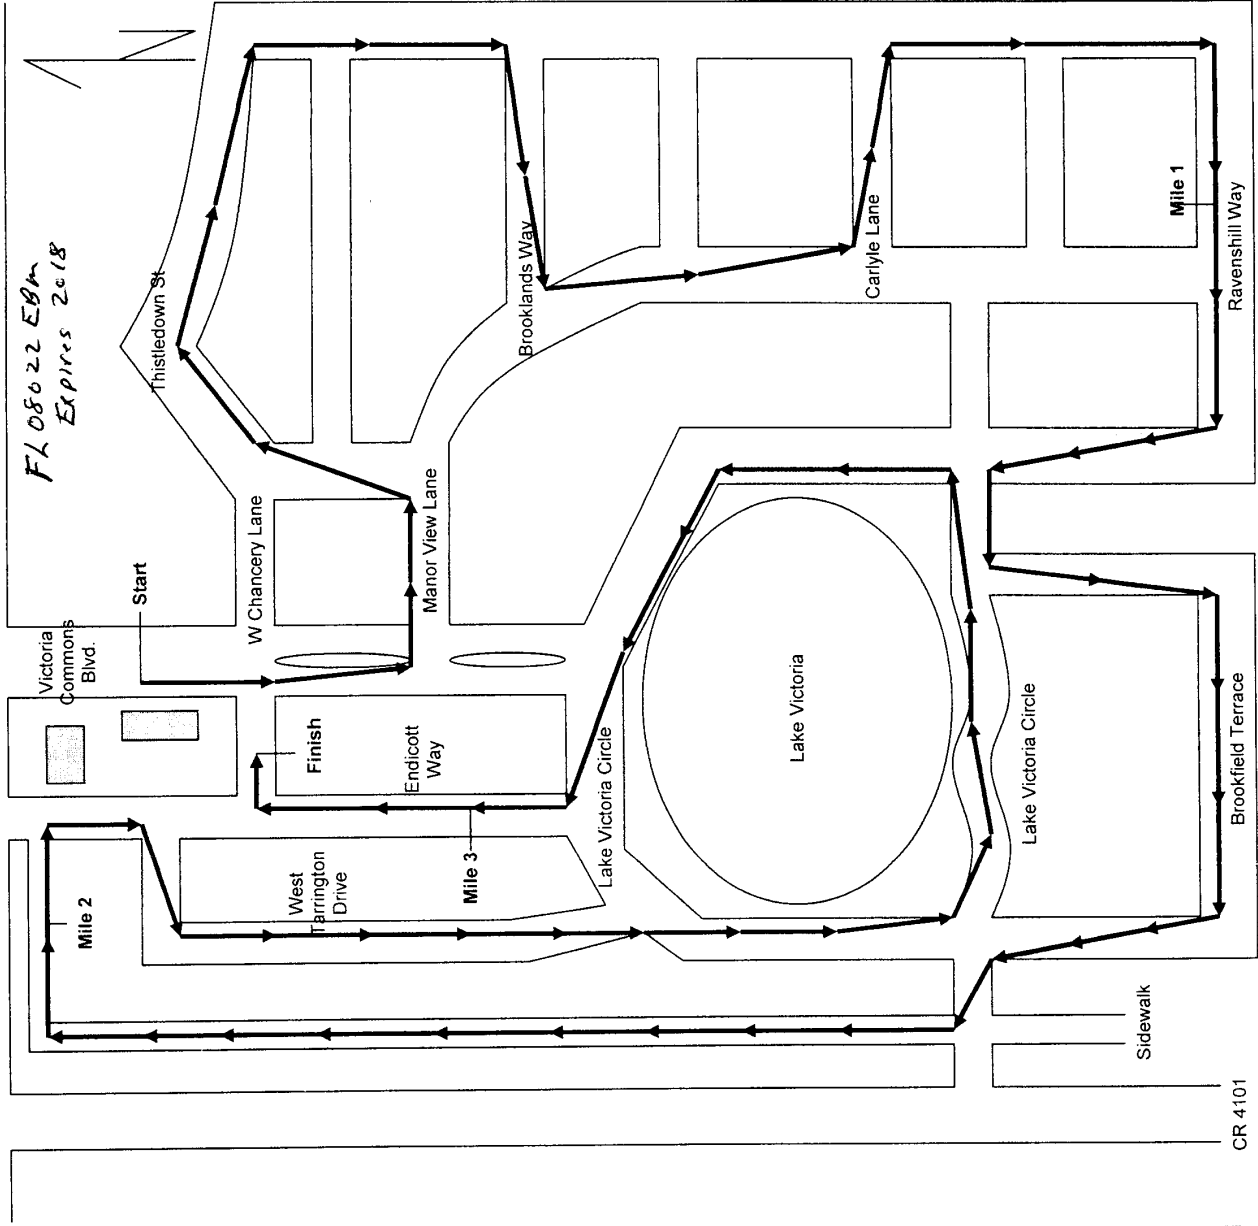 FL 08022 EBM
Expires 2018
Thistledown St
Start
W Chancery Lane
Manor View Lane
Brooklands Way
Carlyle Lane
Mile 1
Ravenshill Way
Victoria
Commons
Blvd.
Finish
Endicott
Way
Lake Victoria Circle
Lake Victoria
Lake Victoria Circle
Brookfield Terrace
Mile 2
West
Tarrington
Drive
Mile 3
Sidewalk
CR 4101
N